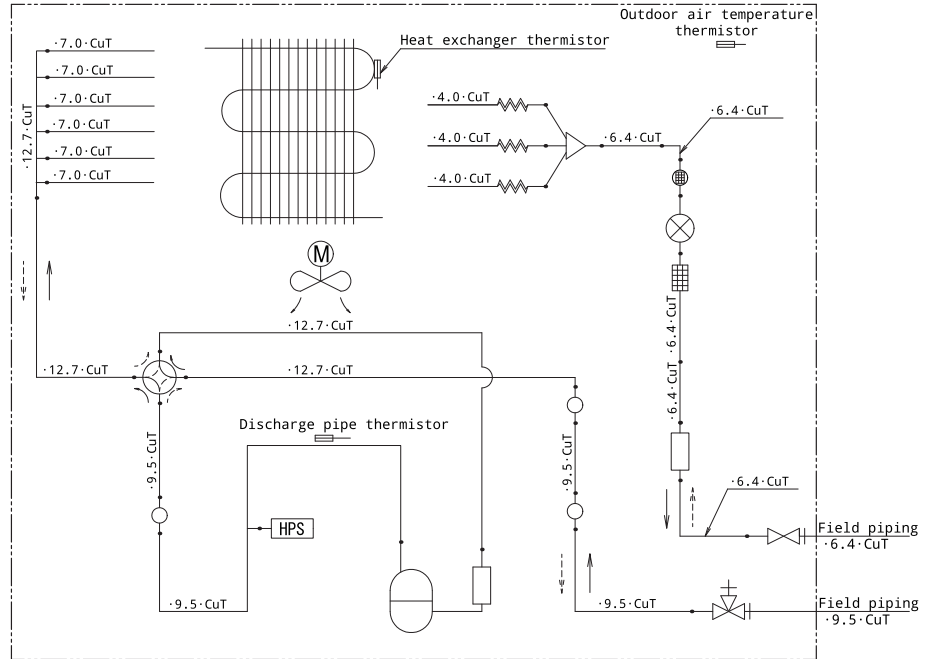 Outdoor air temperature
thermistor
Heat exchanger thermistor
·7.0·CuT
·7.0·CuT
·7.0·CuT
·7.0·CuT
·7.0·CuT
·7.0·CuT
·12.7·CuT
·4.0·CuT
·4.0·CuT
·4.0·CuT
·6.4·CuT
·6.4·CuT
M
·12.7·CuT
·12.7·CuT
·12.7·CuT
·6.4·CuT
·6.4·CuT
Discharge pipe thermistor
·9.5·CuT
·9.5·CuT
·6.4·CuT
HPS
Field piping
·6.4·CuT
·9.5·CuT
·9.5·CuT
Field piping
·9.5·CuT